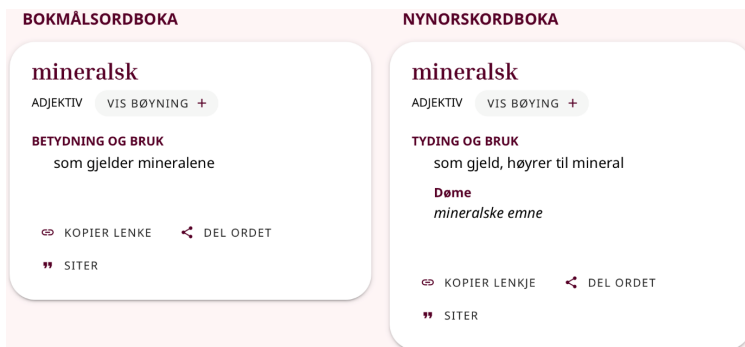 BOKMÅLSORDBOKA
mineralsk
ADJEKTIV VIS BØYNING +
BETYDNING OG BRUK
som gjelder mineralene
KOPIER LENKE DEL ORDET
SITER
NYNORSKORDBOKA
mineralsk
ADJEKTIV VIS BØYING +
TYDING OG BRUK
som gjeld, høyrer til mineral
Døme
mineralske emne
KOPIER LENKJE DEL ORDET
SITER